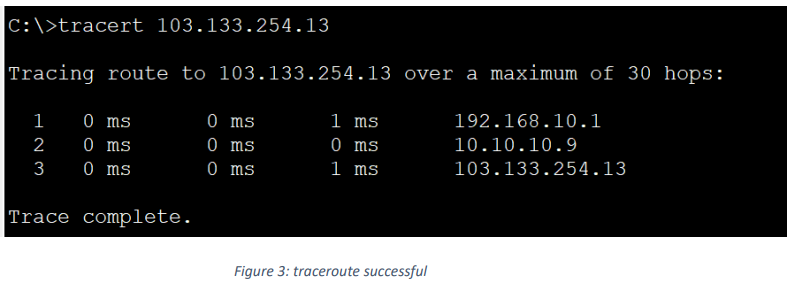 C:\>tracert 103.133.254.13
Tracing route to 103.133.254.13 over a maximum of 30 hops:
1 0 ms 0 ms 1 ms 192.168.10.1
2 0 ms 0 ms 0 ms 10.10.10.9
3 0 ms 0 ms 1 ms 103.133.254.13
Trace complete.
Figure 3: traceroute successful